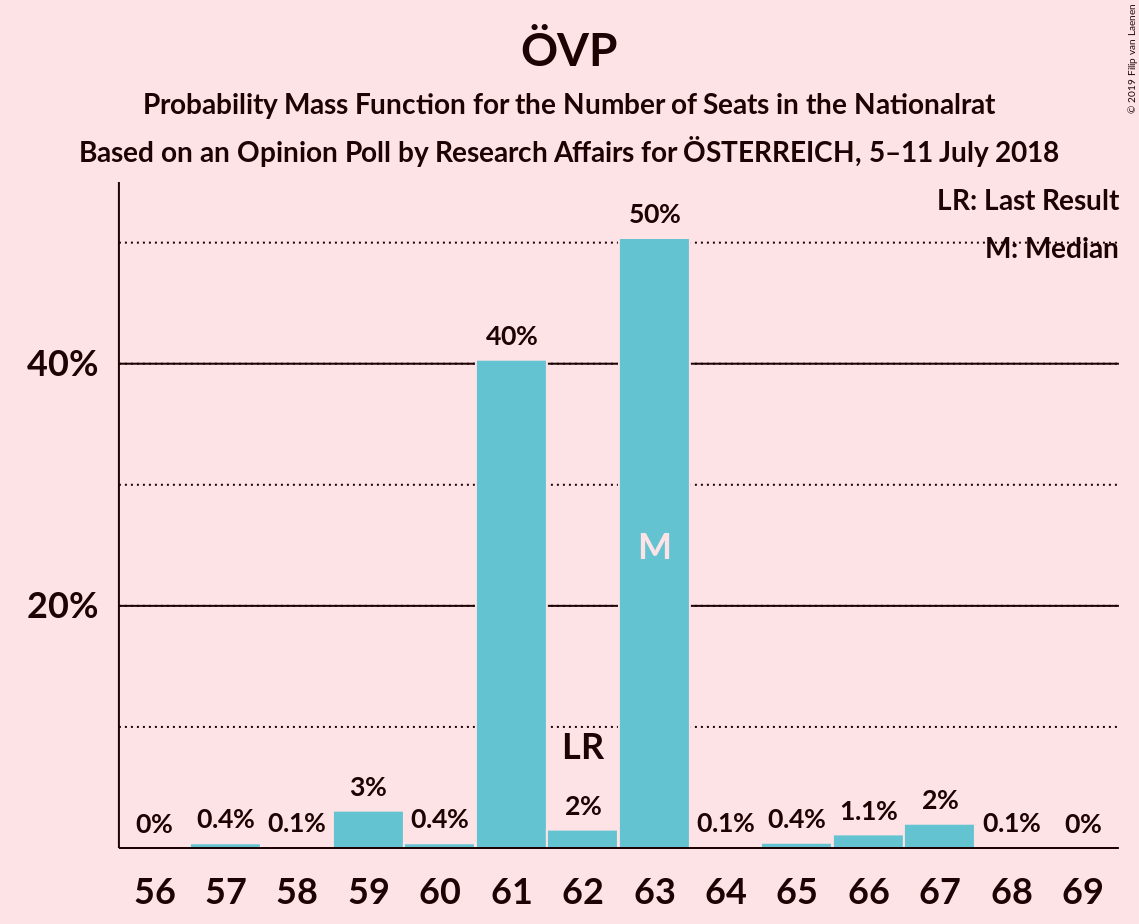 ÖVP
Probability Mass Function for the Number of Seats in the Nationalrat
Based on an Opinion Poll by Research Affairs for ÖSTERREICH, 5–11 July 2018
© 2019 Filip van Laenen
LR: Last Result
M: Median
50%
40%
40%
M
20%
LR
0%
0.4%
0.1%
3%
0.4%
2%
0.1%
0.4%
1.1%
2%
0.1%
0%
56 57 58 59 60 61 62 63 64 65 66 67 68 69